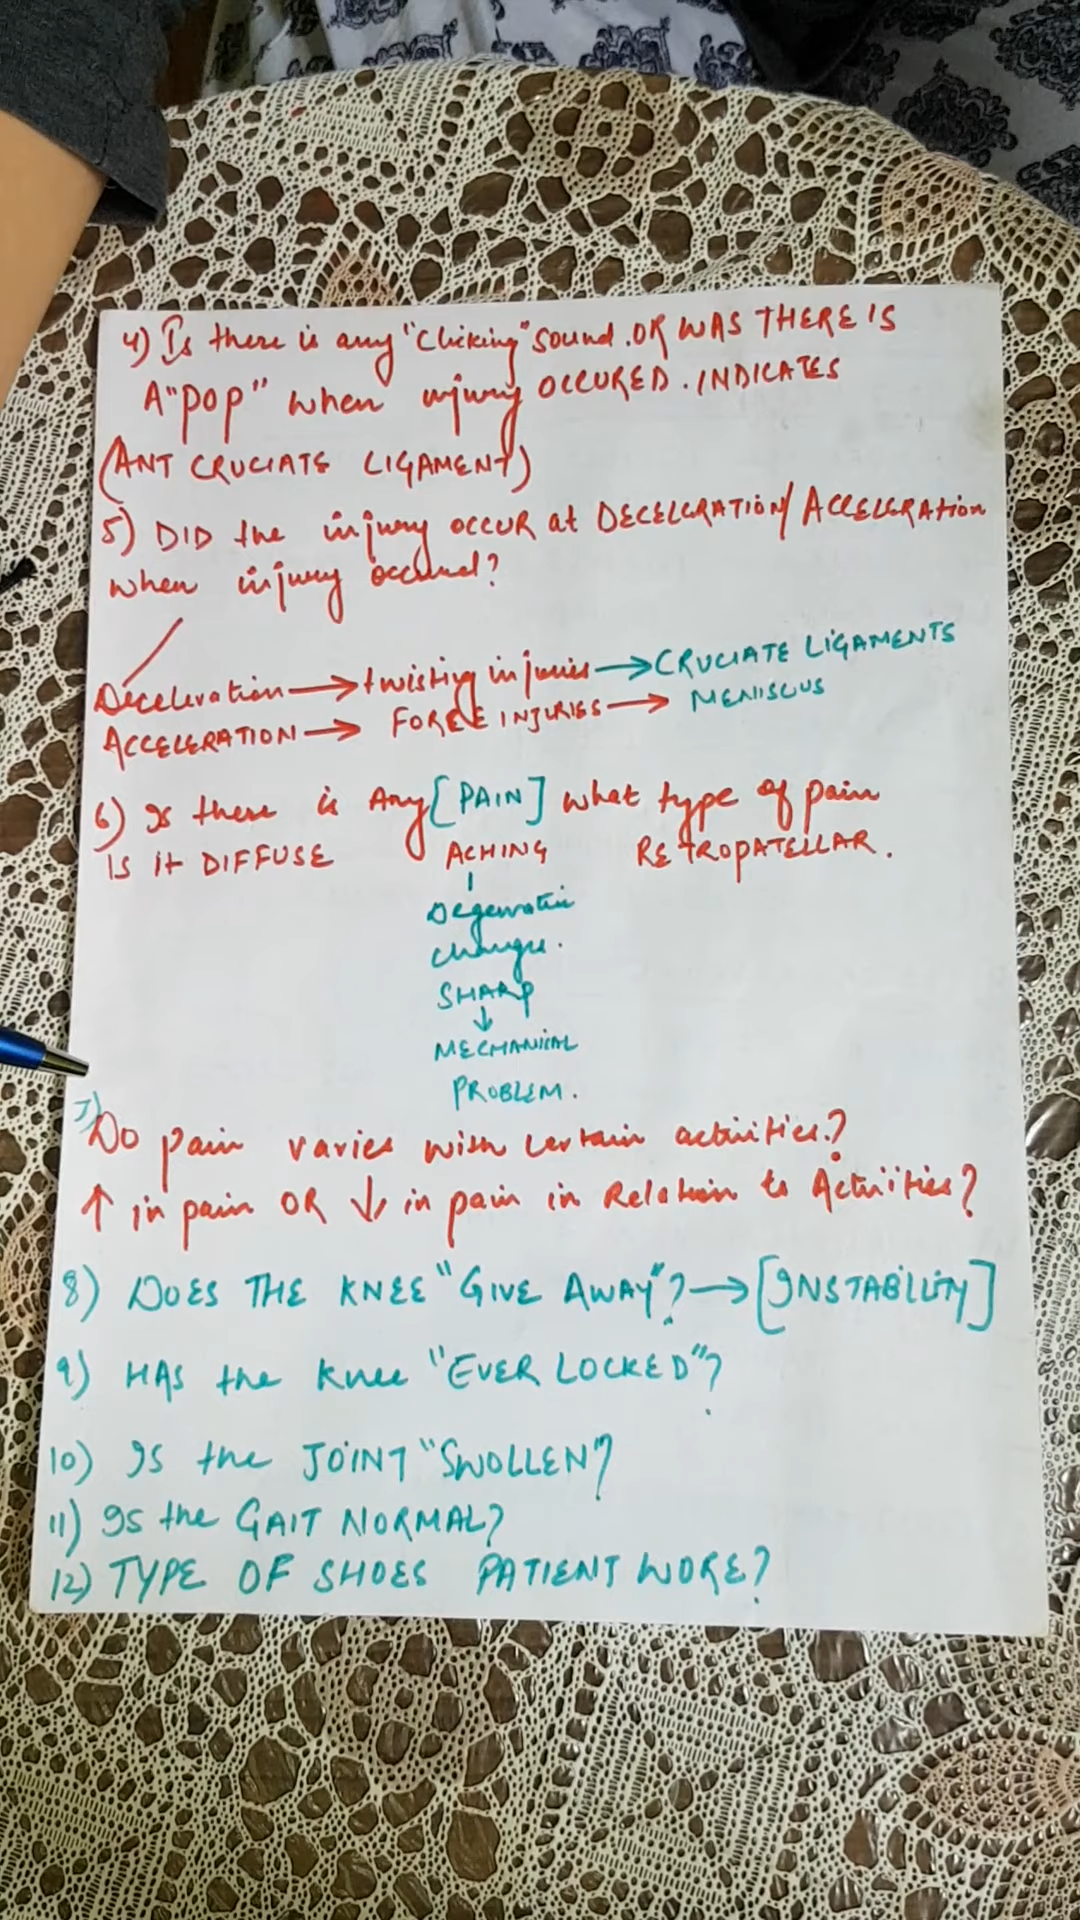 4) Is there is any "Clicking" sound. OR WAS THERE IS
A "POP" when injury OCCURED. INDICATES
(ANT CRUCIATE LIGAMENT)
5) DID the injury OCCUR at DECELERATION/ACCELERATION
when injury occured?
Deceleration → twisting injuries → CRUCIATE LIGAMENTS
ACCELERATION → FORCE INJURIES → MENISCUS
6) Is there is Any [PAIN] what type of pain
IS it DIFFUSE ACHING RETROPATELLAR.
Degenratin
changes.
SHARP
↓
MECHANICAL
PROBLEM.
7) Do pain varies with certain activities.?
↑ in pain OR ↓ in pain in Relation to Activities?
8) DOES THE KNEE "GIVE AWAY"? → [INSTABILITY]
9) HAS the Knee "EVER LOCKED"?
10) IS the JOINT "SWOLLEN"?
11) IS the GAIT NORMAL?
12) TYPE OF SHOES PATIENT WORE?